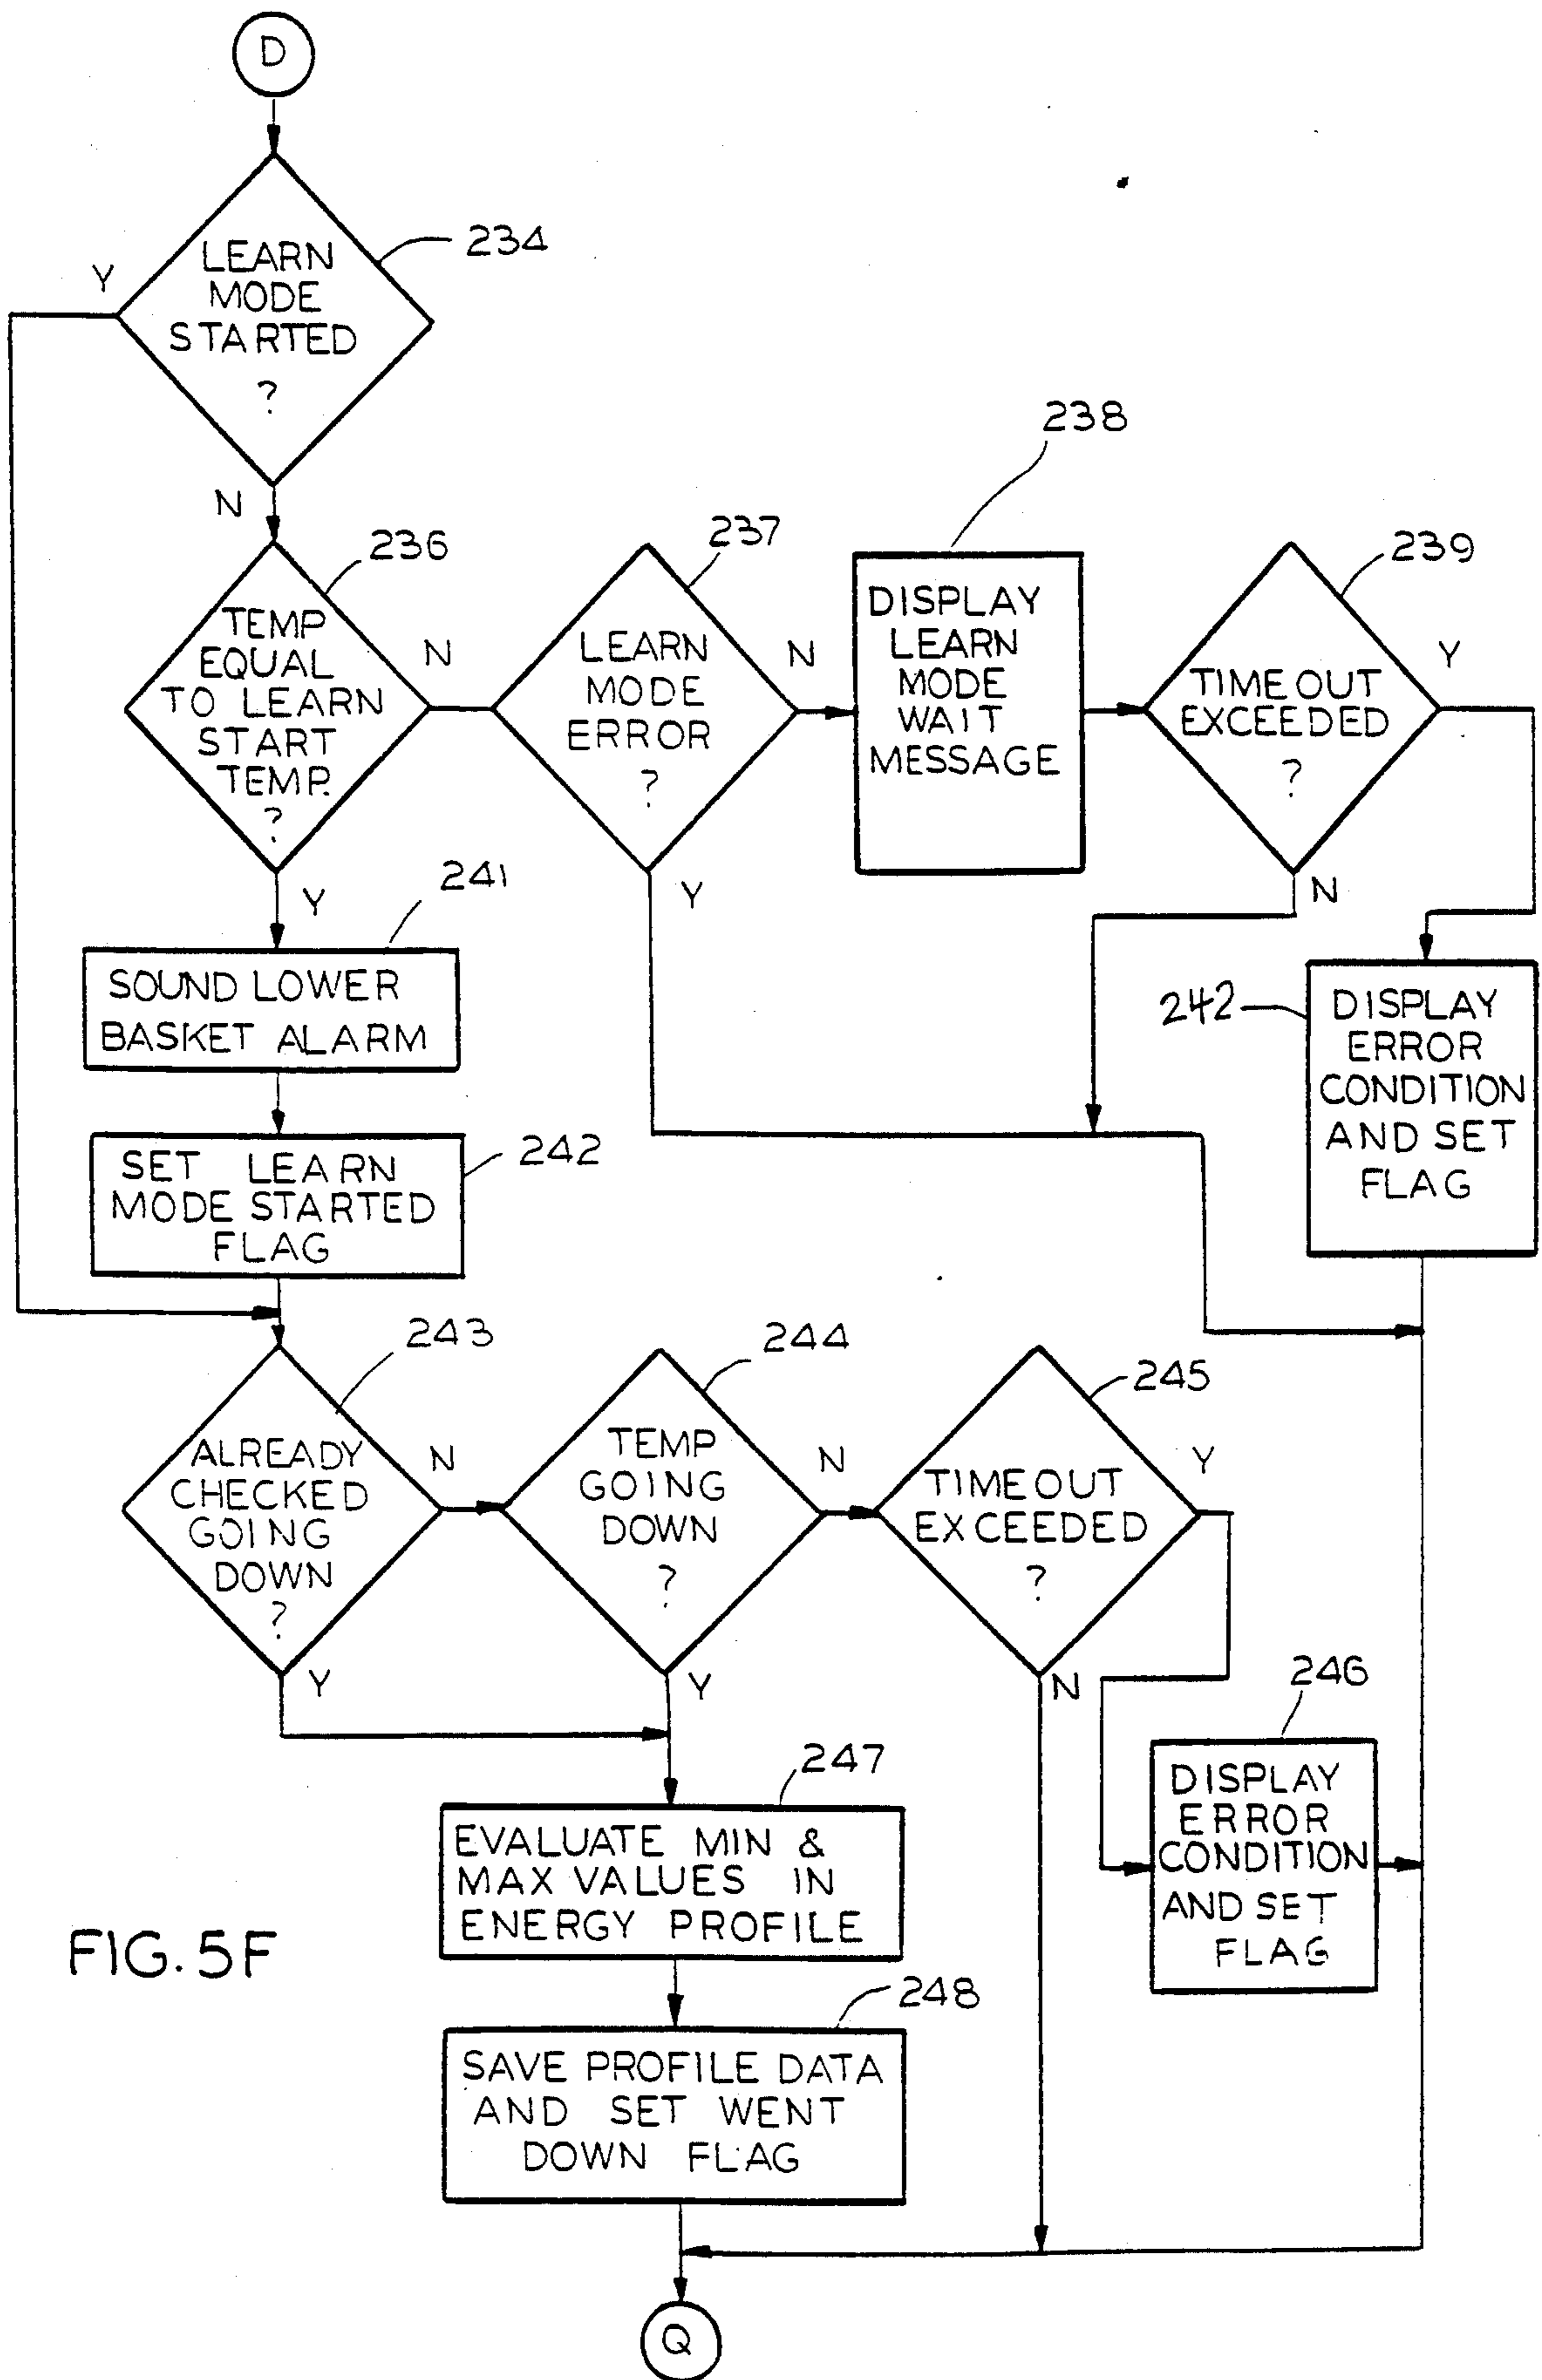 D
LEARN
MODE
STARTED
?
234
Y
N
236
TEMP
EQUAL
TO LEARN
START
TEMP.
?
N
Y
237
LEARN
MODE
ERROR
?
N
Y
238
DISPLAY
LEARN
MODE
WAIT
MESSAGE
239
TIMEOUT
EXCEEDED
?
Y
N
241
SOUND LOWER
BASKET ALARM
242
DISPLAY
ERROR
CONDITION
AND SET
FLAG
242
SET LEARN
MODE STARTED
FLAG
243
ALREADY
CHECKED
GOING
DOWN
?
N
Y
244
TEMP
GOING
DOWN
?
N
Y
245
TIMEOUT
EXCEEDED
?
Y
N
246
DISPLAY
ERROR
CONDITION
AND SET
FLAG
247
EVALUATE MIN &
MAX VALUES IN
ENERGY PROFILE
248
SAVE PROFILE DATA
AND SET WENT
DOWN FLAG
Q
FIG. 5F